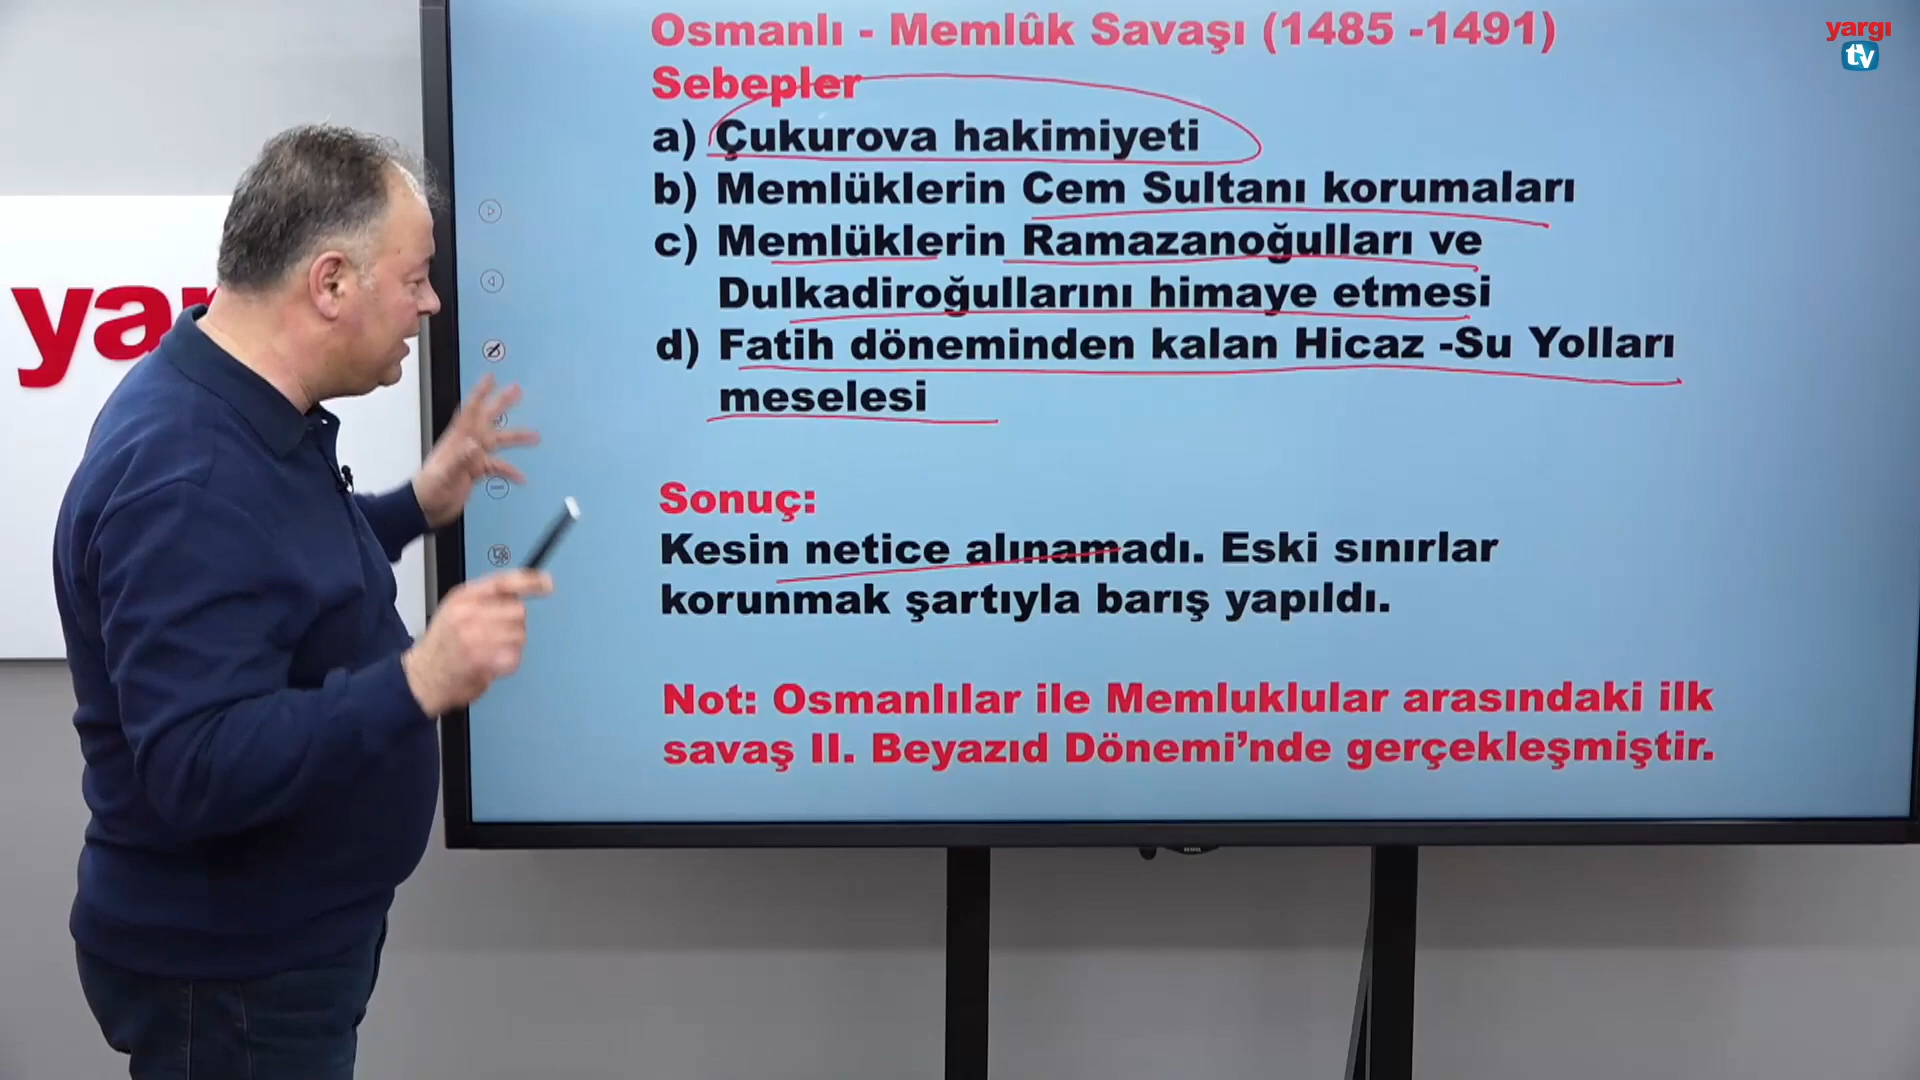 yargı
tv
Osmanlı - Memlûk Savaşı (1485 -1491)
Sebepler
a) Çukurova hakimiyeti
b) Memlüklerin Cem Sultanı korumaları
c) Memlüklerin Ramazanoğulları ve
Dulkadiroğullarını himaye etmesi
d) Fatih döneminden kalan Hicaz -Su Yolları
meselesi
Sonuç:
Kesin netice alınamadı. Eski sınırlar
korunmak şartıyla barış yapıldı.
Not: Osmanlılar ile Memluklular arasındaki ilk
savaş II. Beyazıd Dönemi’nde gerçekleşmiştir.